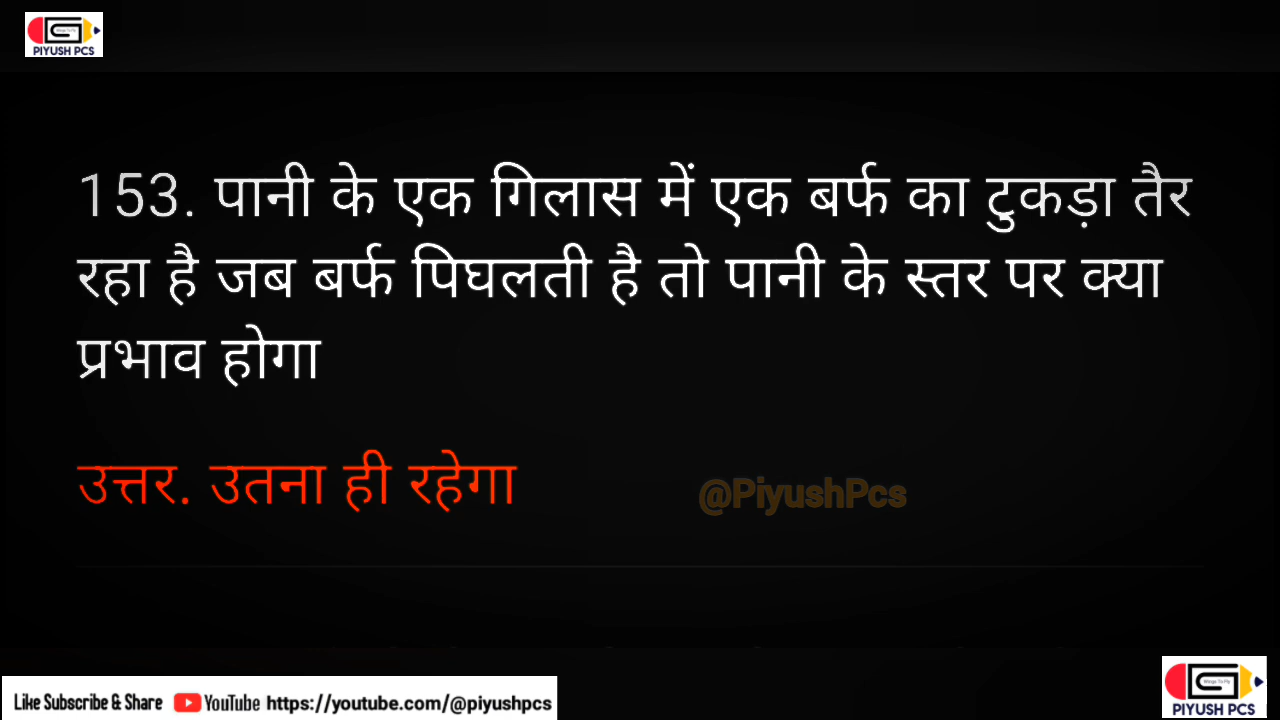 PIYUSH PCS
153. पानी के एक गिलास में एक बर्फ का टुकड़ा तैर
रहा है जब बर्फ पिघलती है तो पानी के स्तर पर क्या
प्रभाव होगा
उत्तर. उतना ही रहेगा
@PiyushPcs
Like Subscribe & Share YouTube https://youtube.com/@piyushpcs
PIYUSH PCS